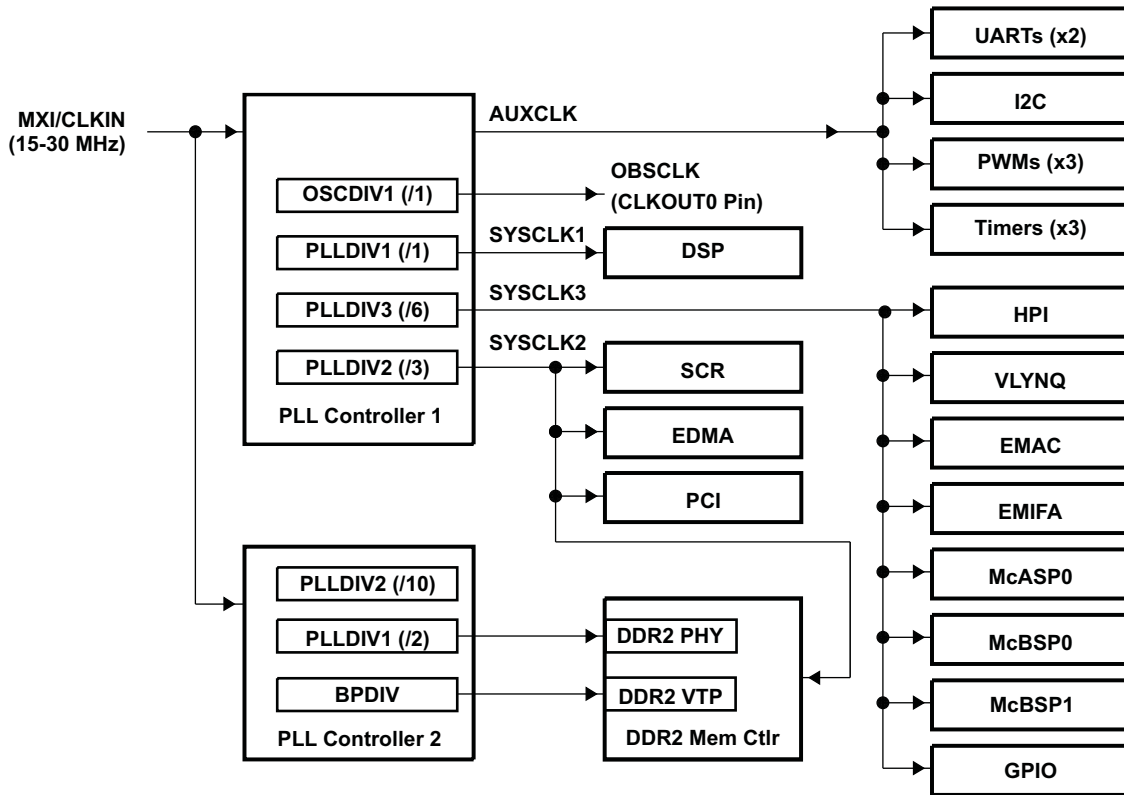 MXI/CLKIN
(15-30 MHz)
AUXCLK
OSCDIV1 (/1)
OBSCLK
(CLKOUT0 Pin)
PLLDIV1 (/1)
SYSCLK1
DSP
PLLDIV3 (/6)
SYSCLK3
PLLDIV2 (/3)
SYSCLK2
SCR
EDMA
PCI
PLL Controller 1
UARTs (x2)
I2C
PWMs (x3)
Timers (x3)
HPI
VLYNQ
EMAC
EMIFA
McASP0
McBSP0
McBSP1
GPIO
PLLDIV2 (/10)
PLLDIV1 (/2)
BPDIV
PLL Controller 2
DDR2 PHY
DDR2 VTP
DDR2 Mem Ctlr